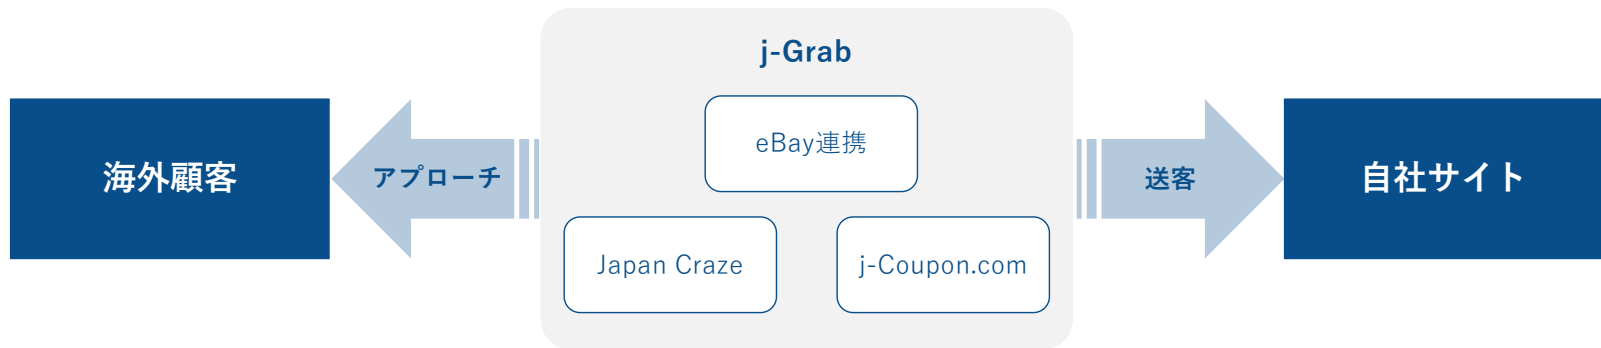 j-Grab
海外顧客
アプローチ
eBay連携
Japan Craze
j-Coupon.com
送客
自社サイト